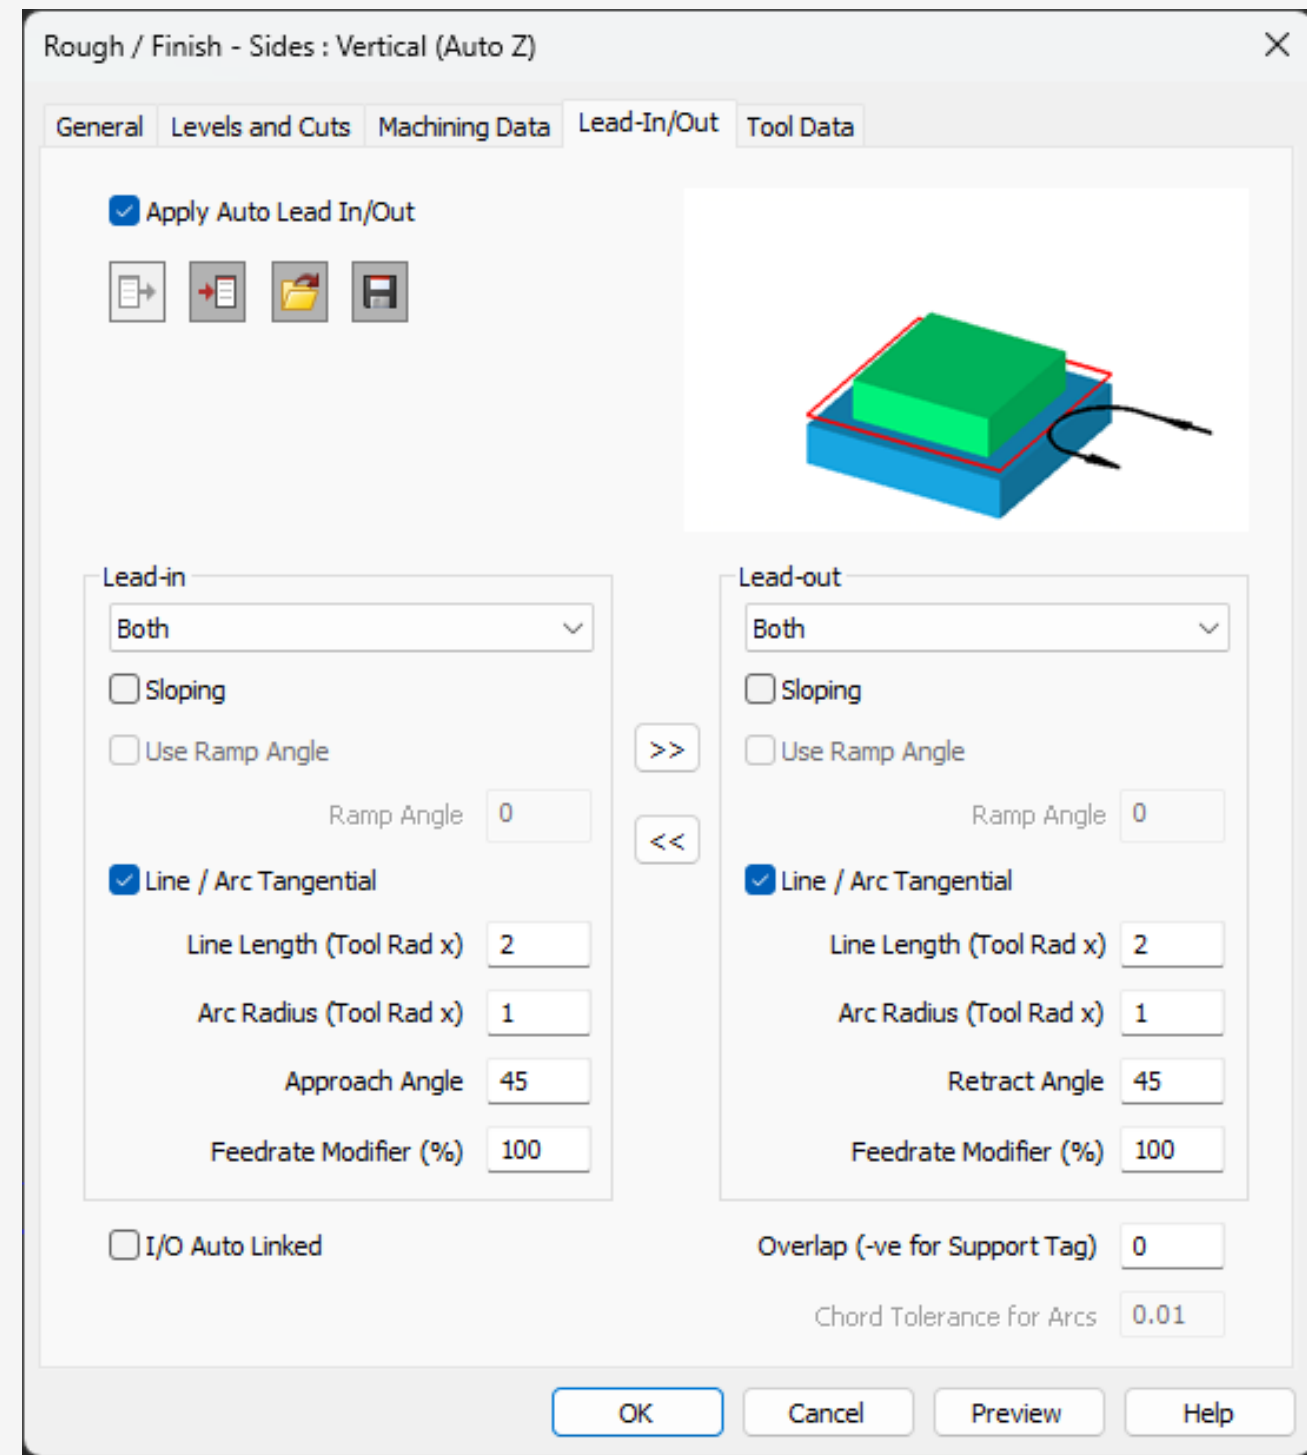 Rough / Finish - Sides : Vertical (Auto Z)
General Levels and Cuts Machining Data Lead-In/Out Tool Data
Apply Auto Lead In/Out
Lead-in
Both
Sloping
Use Ramp Angle
Ramp Angle 0
Line / Arc Tangential
Line Length (Tool Rad x) 2
Arc Radius (Tool Rad x) 1
Approach Angle 45
Feedrate Modifier (%) 100
>>
<<
Lead-out
Both
Sloping
Use Ramp Angle
Ramp Angle 0
Line / Arc Tangential
Line Length (Tool Rad x) 2
Arc Radius (Tool Rad x) 1
Retract Angle 45
Feedrate Modifier (%) 100
I/O Auto Linked
Overlap (-ve for Support Tag) 0
Chord Tolerance for Arcs 0.01
OK Cancel Preview Help